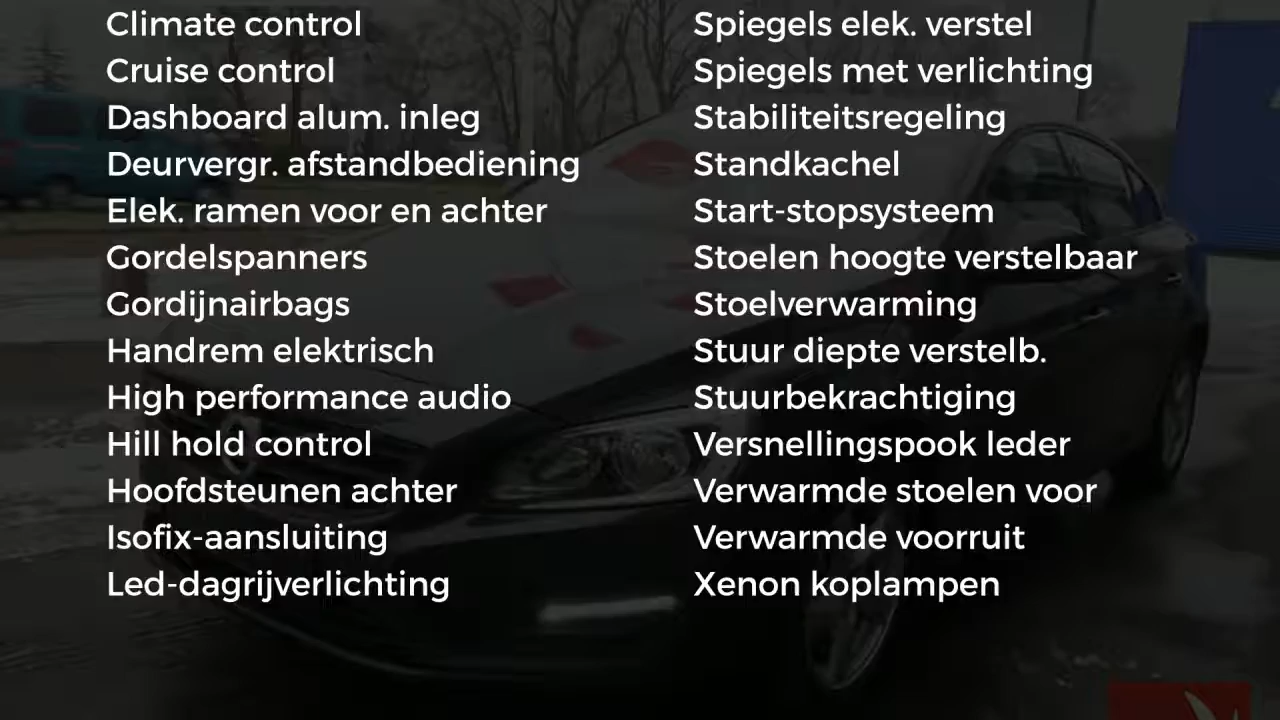 Climate control
Cruise control
Dashboard alum. inleg
Deurvergr. afstandbediening
Elek. ramen voor en achter
Gordelspanners
Gordijnairbags
Handrem elektrisch
High performance audio
Hill hold control
Hoofdsteunen achter
Isofix-aansluiting
Led-dagrijverlichting
Spiegels elek. verstel
Spiegels met verlichting
Stabiliteitsregeling
Standkachel
Start-stopsysteem
Stoelen hoogte verstelbaar
Stoelverwarming
Stuur diepte verstelb.
Stuurbekrachtiging
Versnellingspook leder
Verwarmde stoelen voor
Verwarmde voorruit
Xenon koplampen